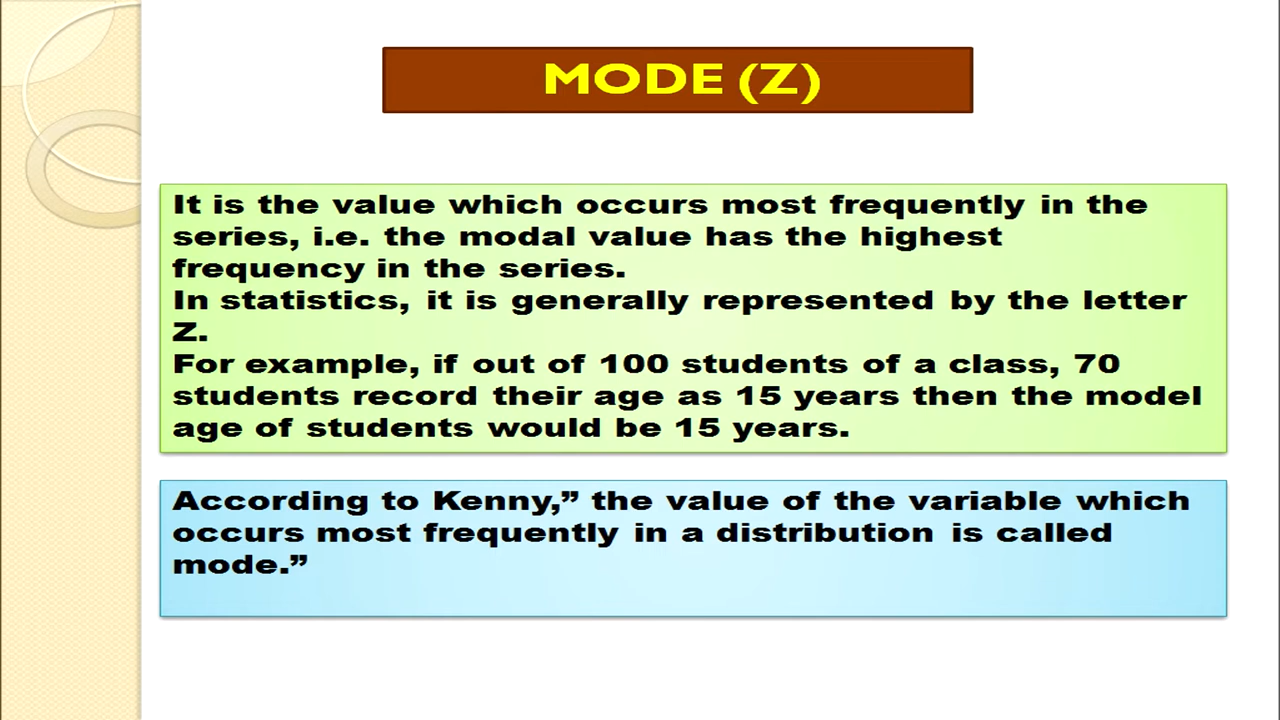 MODE (Z)
It is the value which occurs most frequently in the
series, i.e. the modal value has the highest
frequency in the series.
In statistics, it is generally represented by the letter
Z.
For example, if out of 100 students of a class, 70
students record their age as 15 years then the model
age of students would be 15 years.
According to Kenny,” the value of the variable which
occurs most frequently in a distribution is called
mode.”